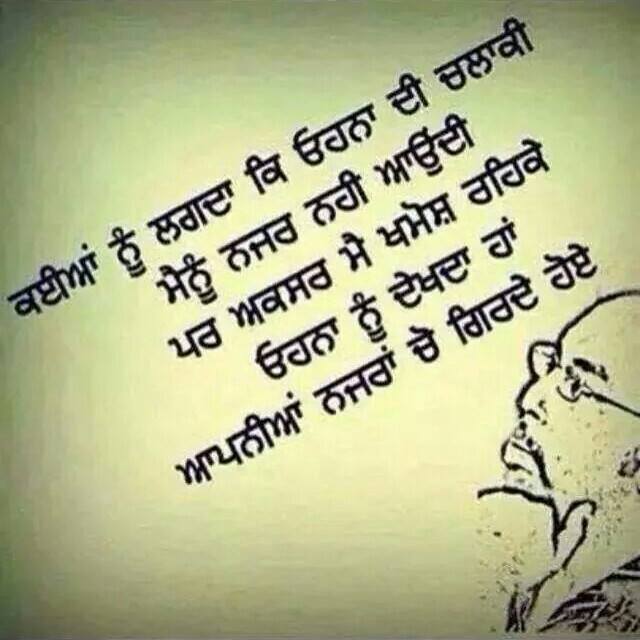 ਕਈਆਂ ਨੂੰ ਲਗਦਾ ਕਿ ਓਹਨਾ ਦੀ ਚਲਾਕੀ
ਮੈਨੂੰ ਨਜਰ ਨਹੀ ਆਉਂਦੀ
ਪਰ ਅਕਸਰ ਮੈ ਖਮੋਸ਼ ਰਹਿਕੇ
ਓਹਨਾ ਨੂੰ ਦੇਖਦਾ ਹਾਂ
ਆਪਨੀਆਂ ਨਜਰਾਂ ਚੋ ਗਿਰਦੇ ਹੋਏ